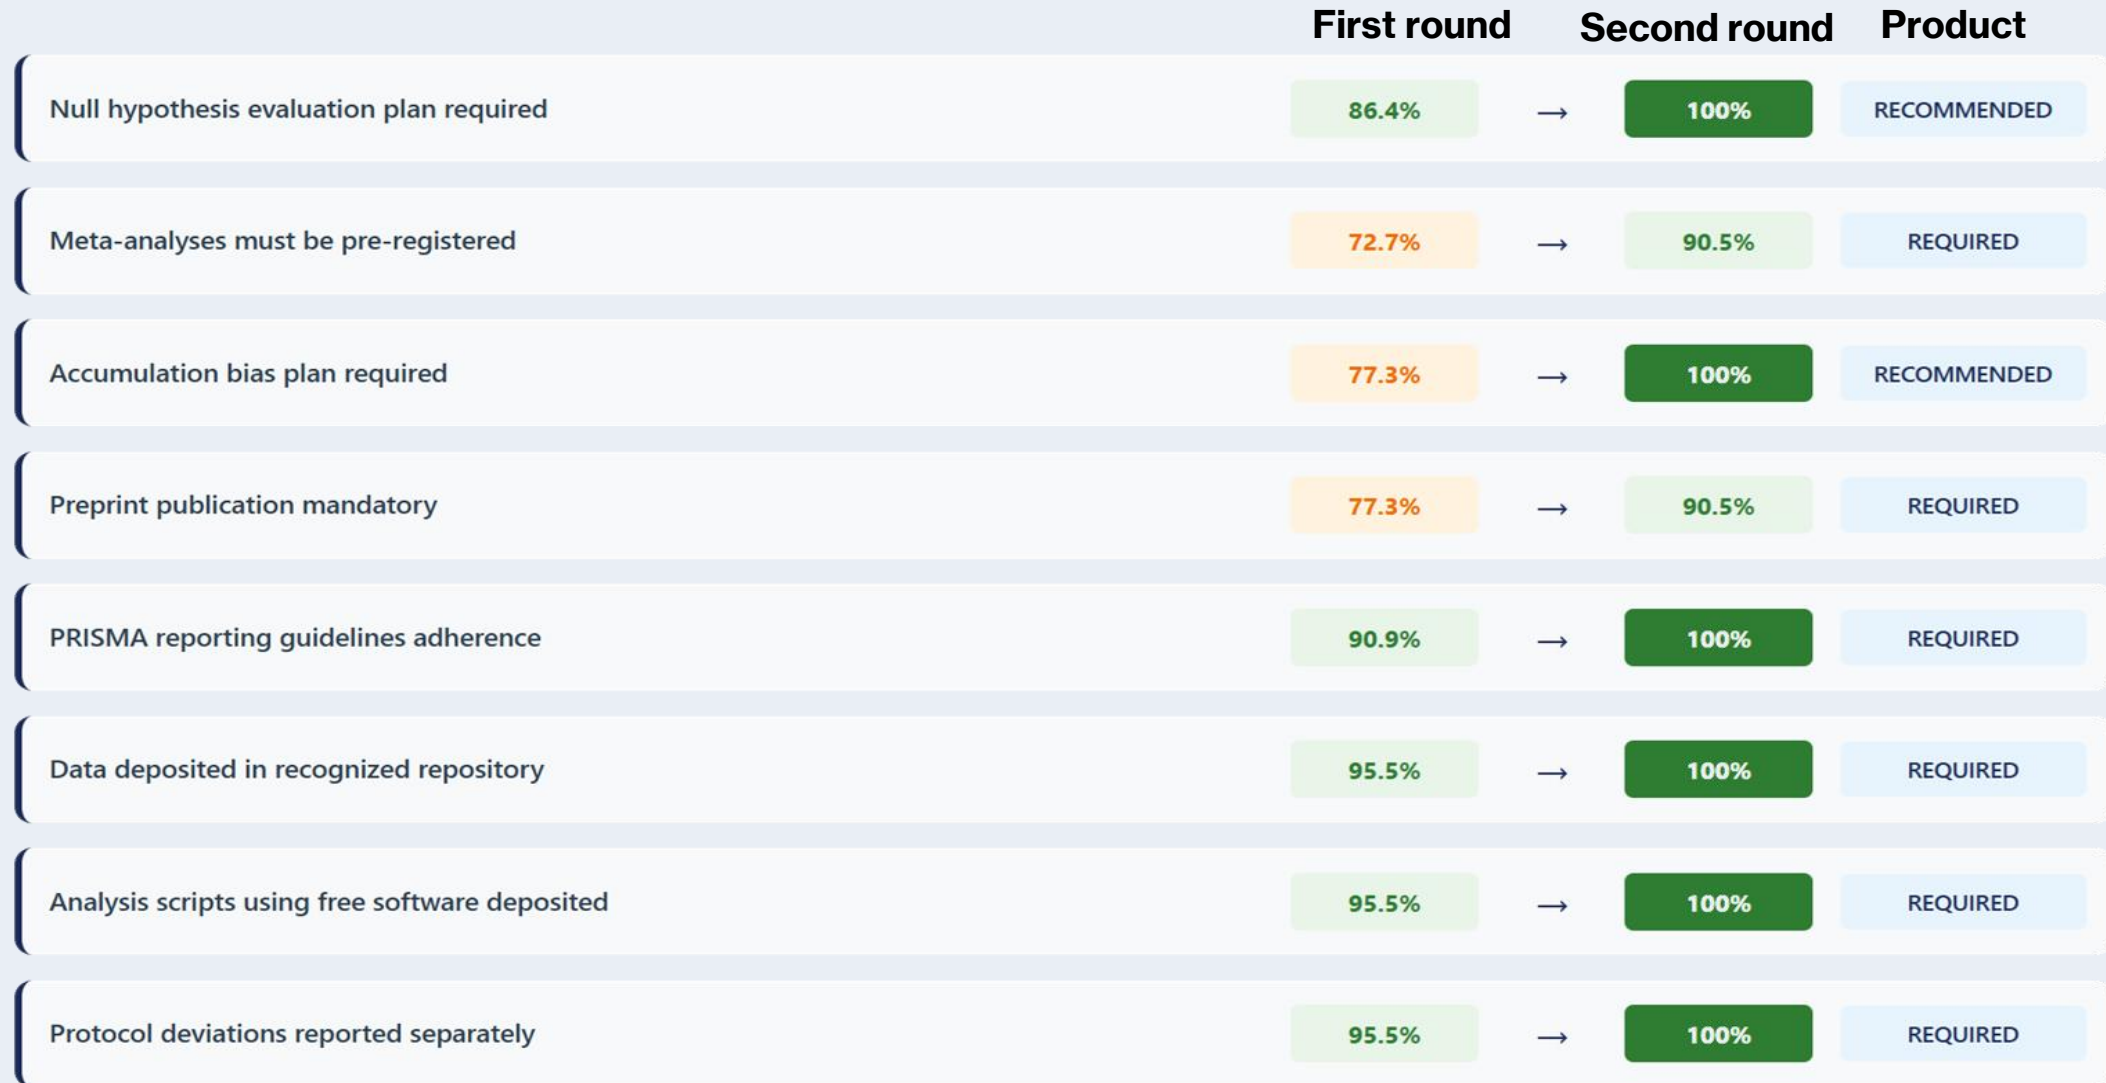 First round Second round Product
Null hypothesis evaluation plan required 86.4% → 100% RECOMMENDED
Meta-analyses must be pre-registered 72.7% → 90.5% REQUIRED
Accumulation bias plan required 77.3% → 100% RECOMMENDED
Preprint publication mandatory 77.3% → 90.5% REQUIRED
PRISMA reporting guidelines adherence 90.9% → 100% REQUIRED
Data deposited in recognized repository 95.5% → 100% REQUIRED
Analysis scripts using free software deposited 95.5% → 100% REQUIRED
Protocol deviations reported separately 95.5% → 100% REQUIRED